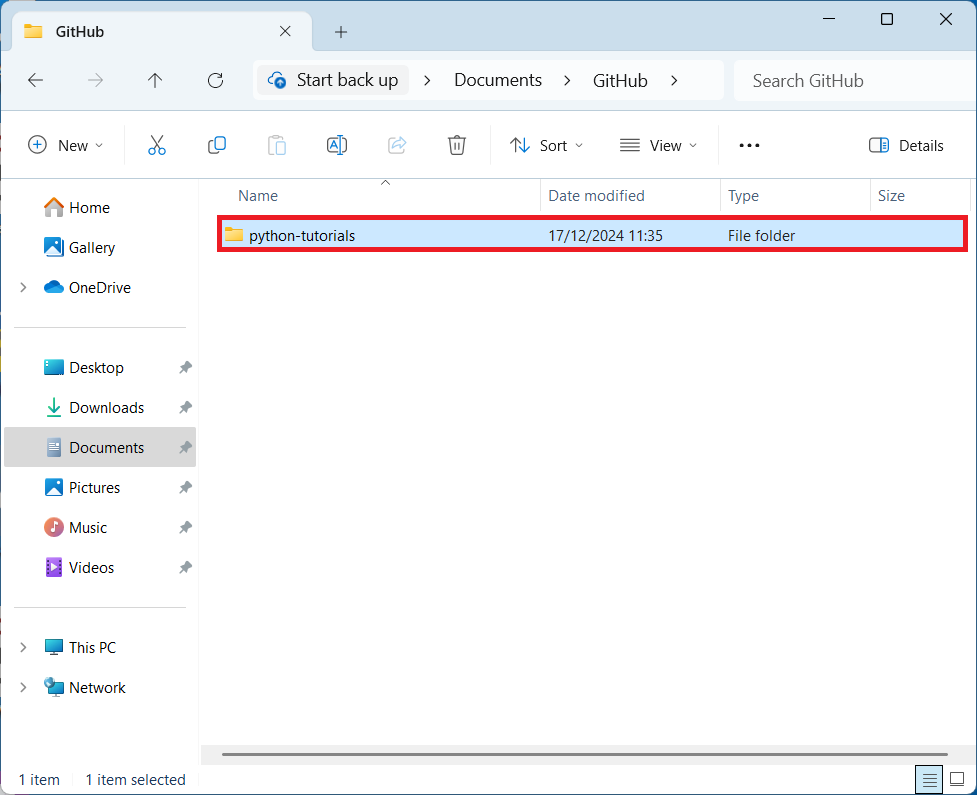 GitHub
Start back up > Documents > GitHub > Search GitHub
New Sort View ... Details
Name Date modified Type Size
python-tutorials 17/12/2024 11:35 File folder
Home
Gallery
OneDrive
Desktop
Downloads
Documents
Pictures
Music
Videos
This PC
Network
1 item 1 item selected